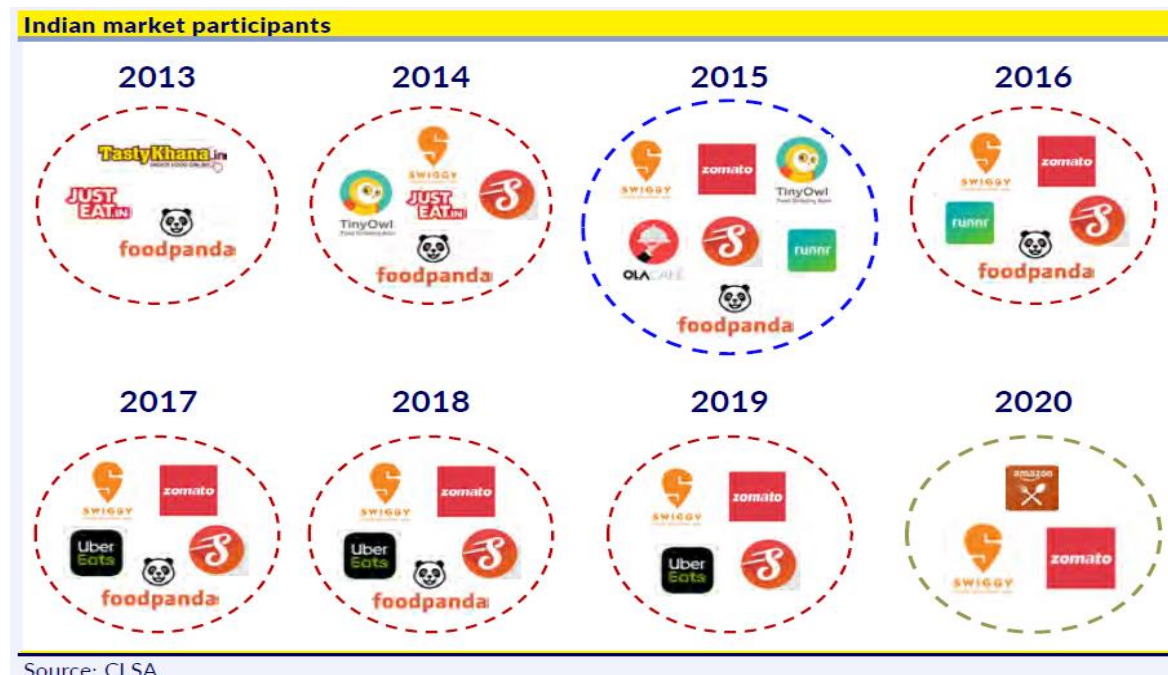 Indian market participants
2013
2014
2015
2016
TastyKhana.in
JUST
EAT.IN
foodpanda
SWIGGY
TinyOwl
JUST
EAT.IN
S
foodpanda
SWIGGY
zomato
TinyOwl
OLACAFÉ
S
runnr
foodpanda
SWIGGY
zomato
runnr
S
foodpanda
2017
2018
2019
2020
SWIGGY
zomato
Uber
Eats
S
foodpanda
SWIGGY
zomato
Uber
Eats
S
foodpanda
SWIGGY
zomato
Uber
Eats
S
amazon
SWIGGY
zomato
Source: CLSA